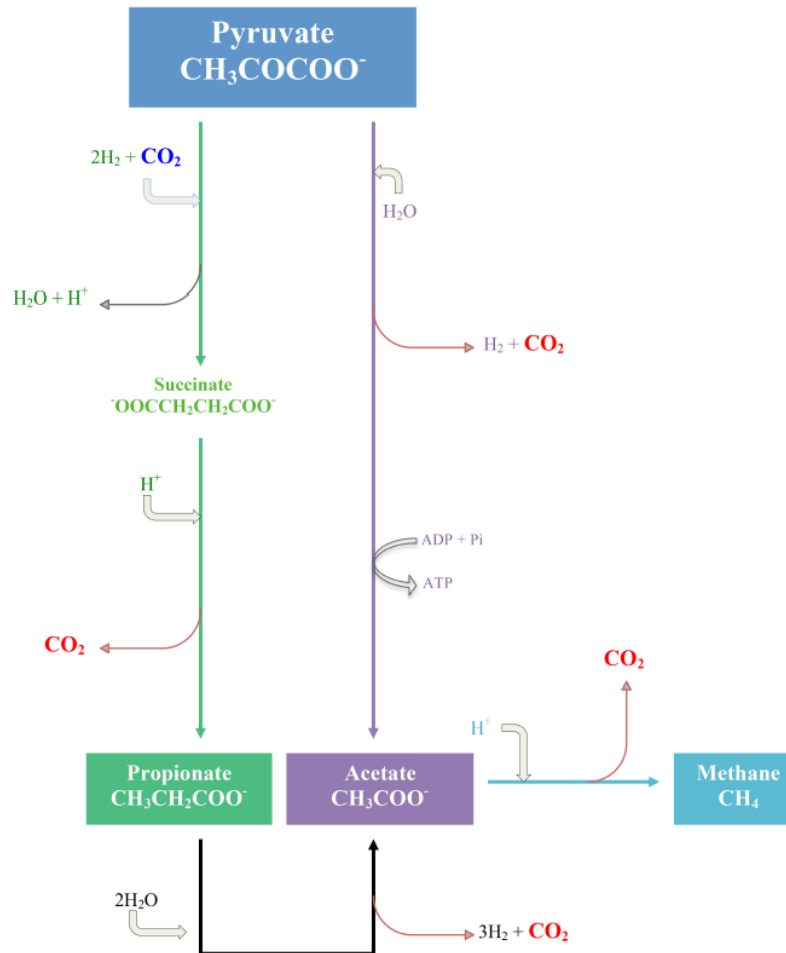 Pyruvate
CH₃COCOO⁻
2H₂ + CO₂
H₂O
H₂O + H⁺
H₂ + CO₂
Succinate
⁻OOCCH₂CH₂COO⁻
H⁺
ADP + Pi
ATP
CO₂
CO₂
H⁺
Propionate
CH₃CH₂COO⁻
Acetate
CH₃COO⁻
Methane
CH₄
2H₂O
3H₂ + CO₂